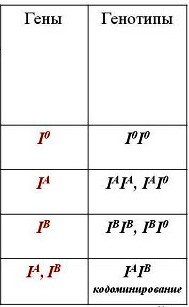 Гены Генотипы
I⁰ I⁰I⁰
Iᴬ IᴬIᴬ, IᴬI⁰
Iᴮ IᴮIᴮ, IᴮI⁰
Iᴬ, Iᴮ IᴬIᴮ
кодоминирование